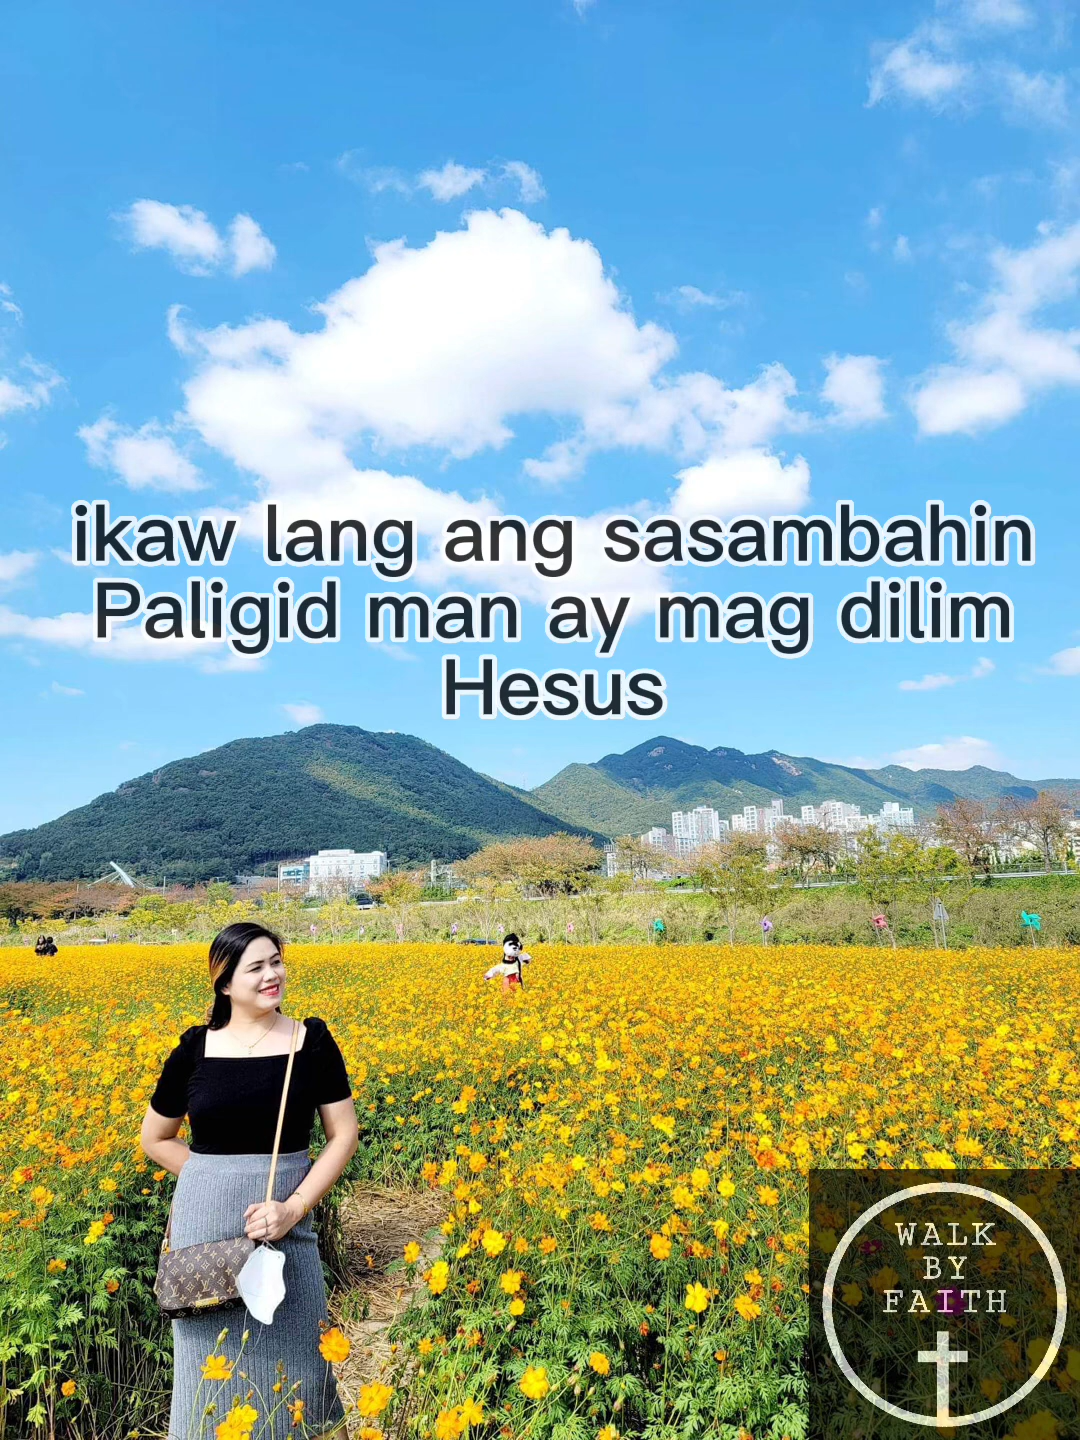 ikaw lang ang sasambahin
Paligid man ay mag dilim
Hesus
WALK
BY
FAITH